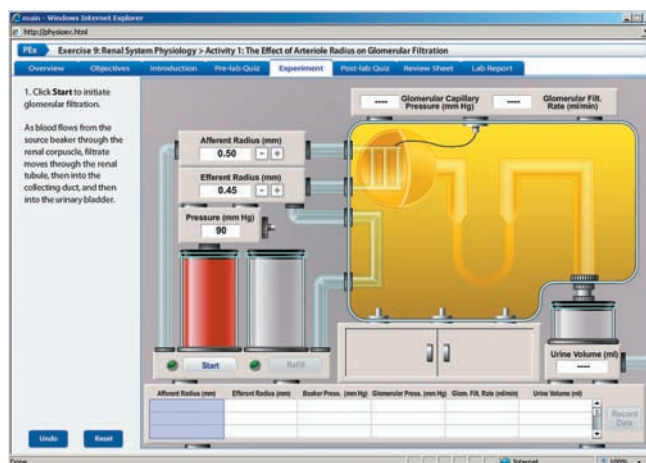 main - Windows Internet Explorer
http://physioex.html
PEx Exercise 9: Renal System Physiology > Activity 1: The Effect of Arteriole Radius on Glomerular Filtration
Overview Objectives Introduction Pre-lab Quiz Experiment Post-lab Quiz Review Sheet Lab Report
1. Click Start to initiate
glomerular filtration.
As blood flows from the
source beaker through the
renal corpuscle, filtrate
moves through the renal
tubule, then into the
collecting duct, and then
into the urinary bladder.
---- Glomerular Capillary
Pressure (mm Hg)
---- Glomerular Filt.
Rate (ml/min)
Afferent Radius (mm)
0.50 - +
Efferent Radius (mm)
0.45 - +
Pressure (mm Hg)
90
Start Refill
Urine Volume (ml)
----
Afferent Radius (mm) Efferent Radius (mm) Beaker Press. (mm Hg) Glomerular Press. (mm Hg) Glom. Filt. Rate (ml/min) Urine Volume (ml)
Record
Data
Undo Reset
Done Internet 100%